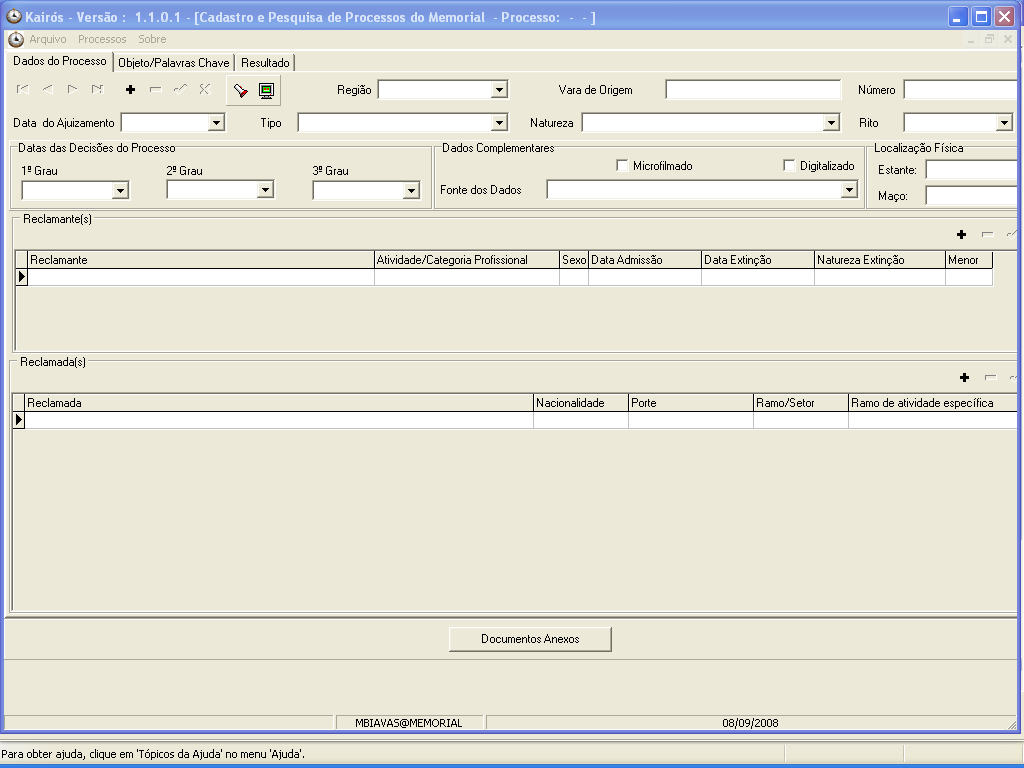 Kairós - Versão : 1.1.0.1 - [Cadastro e Pesquisa de Processos do Memorial - Processo: - - ]
Arquivo Processos Sobre
Dados do Processo Objeto/Palavras Chave Resultado
Região Vara de Origem Número
Data do Ajuizamento Tipo Natureza Rito
Datas das Decisões do Processo Dados Complementares Localização Física
Microfilmado Digitalizado Estante:
1º Grau 2º Grau 3º Grau
Fonte dos Dados Maço:
Reclamante(s)
Reclamante Atividade/Categoria Profissional Sexo Data Admissão Data Extinção Natureza Extinção Menor
Reclamada(s)
Reclamada Nacionalidade Porte Ramo/Setor Ramo de atividade específica
Documentos Anexos
MBIAVAS@MEMORIAL 08/09/2008
Para obter ajuda, clique em 'Tópicos da Ajuda' no menu 'Ajuda'.